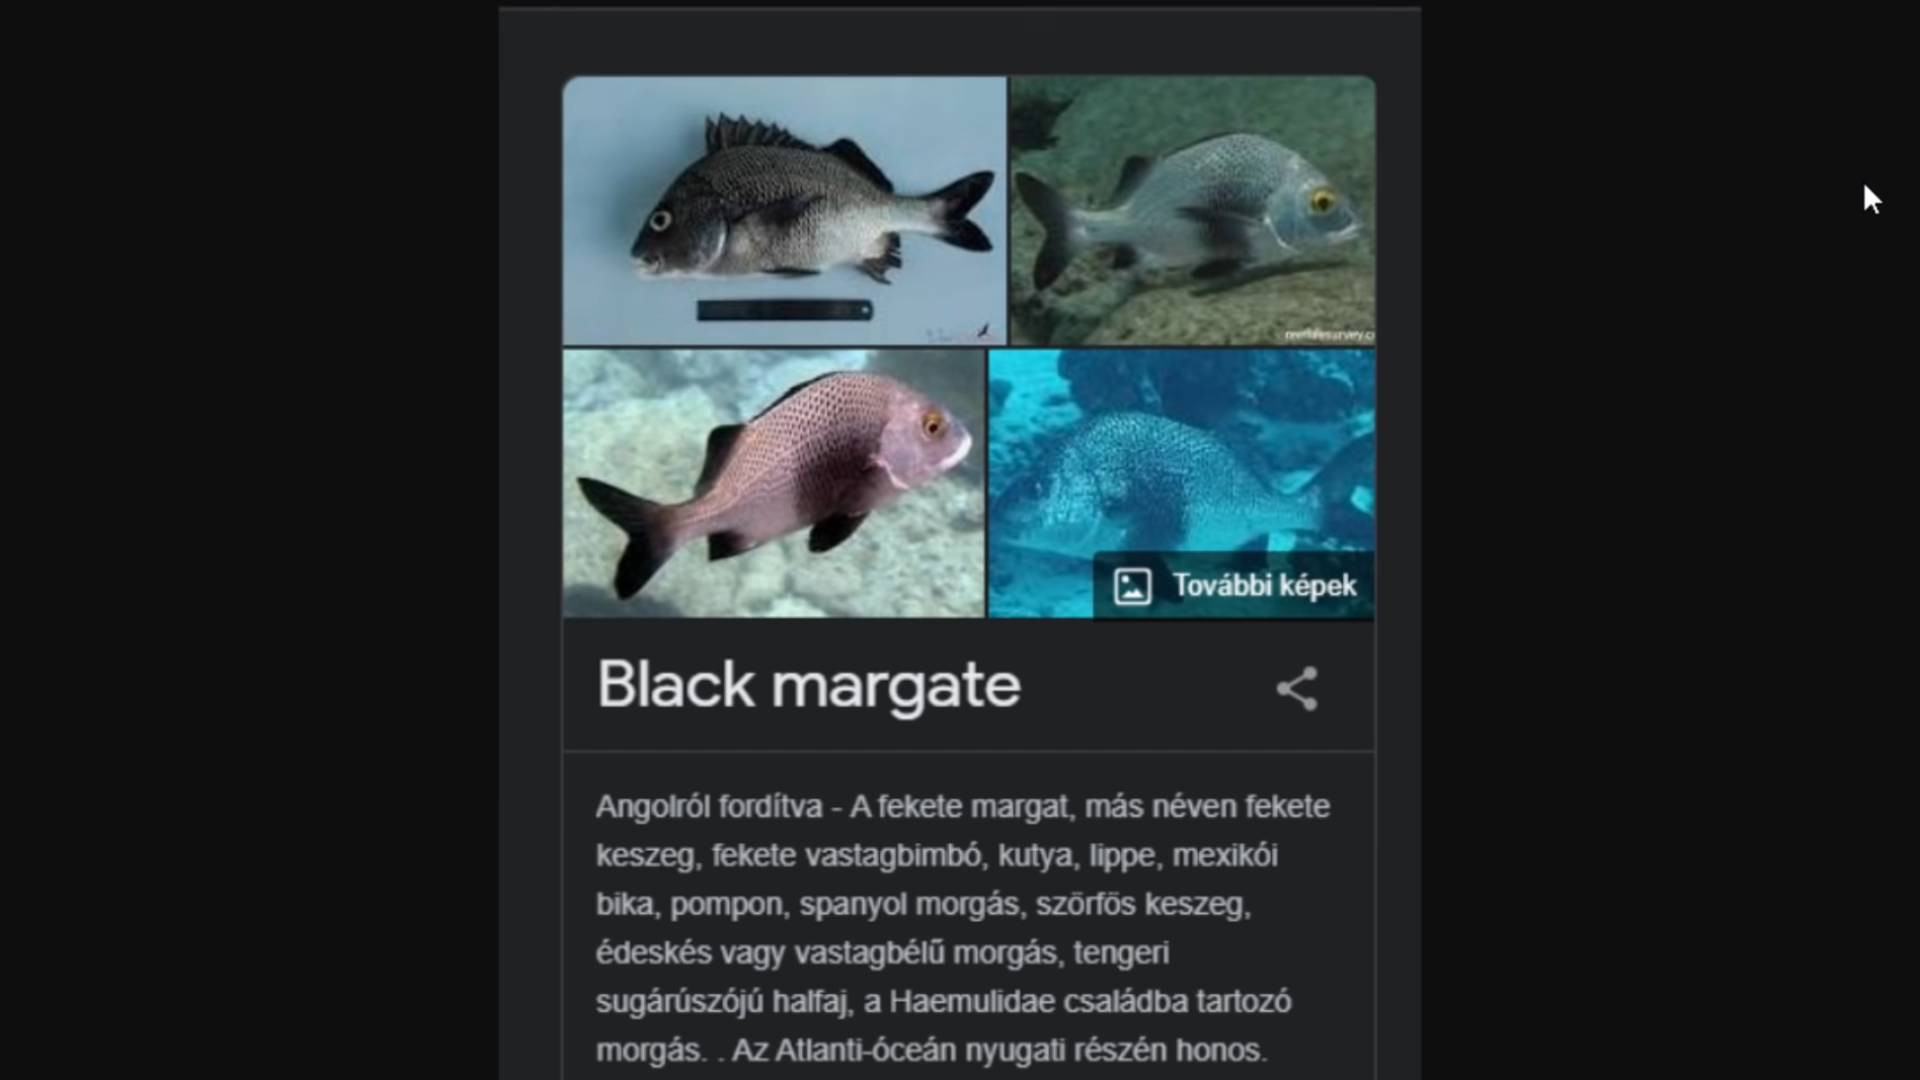 További képek
Black margate
Angolról fordítva - A fekete margat, más néven fekete
keszeg, fekete vastagbimbó, kutya, lippe, mexikói
bika, pompon, spanyol morgás, szörfös keszeg,
édeskés vagy vastagbélű morgás, tengeri
sugárúszójú halfaj, a Haemulidae családba tartozó
morgás. . Az Atlanti-óceán nyugati részén honos.